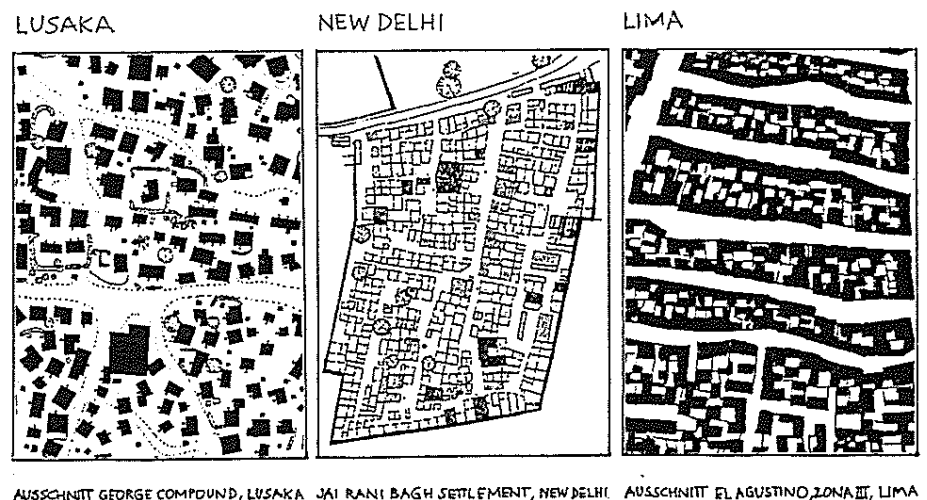 LUSAKA
NEW DELHI
LIMA
AUSSCHNITT GEORGE COMPOUND, LUSAKA
JAI RANI BAGH SETTLEMENT, NEW DELHI
AUSSCHNITT EL AGUSTINO, ZONA III, LIMA